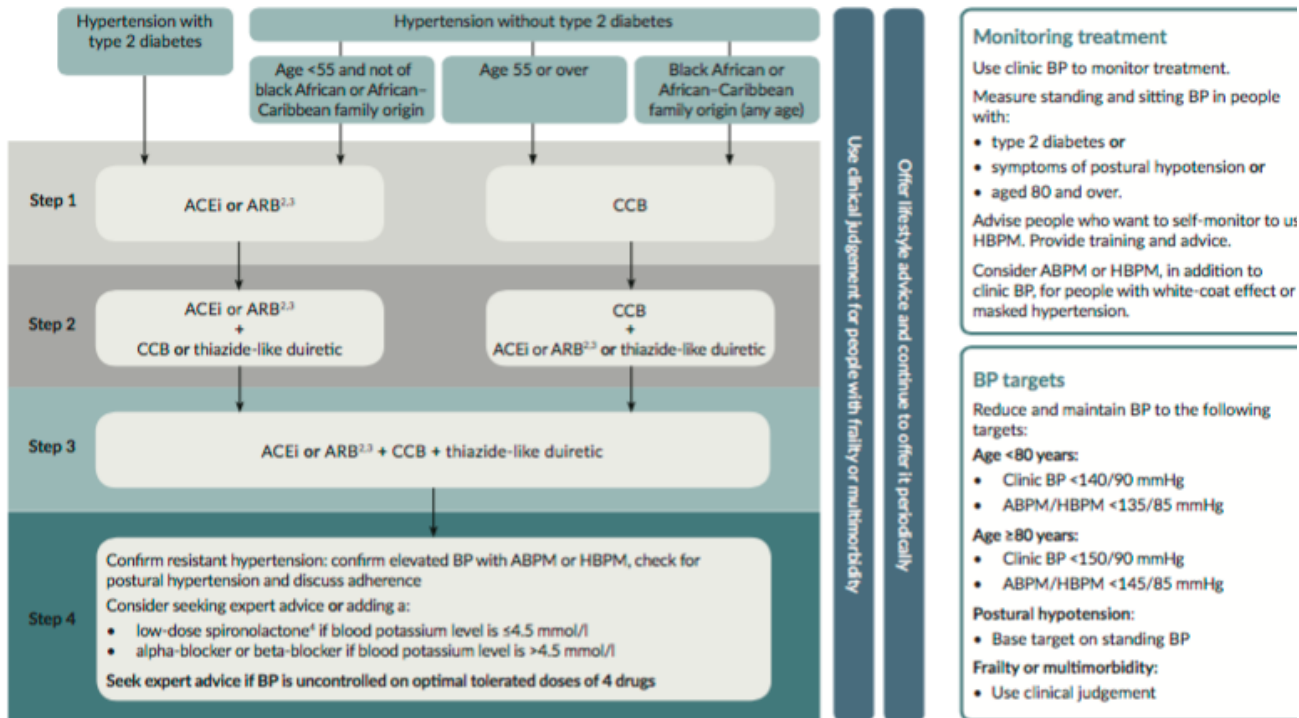 Hypertension with
type 2 diabetes
Hypertension without type 2 diabetes
Age <55 and not of
black African or African–
Caribbean family origin
Age 55 or over
Black African or
African–Caribbean
family origin (any age)
Step 1
ACEi or ARB2,3
CCB
Step 2
ACEi or ARB2,3
+
CCB or thiazide-like duiretic
CCB
+
ACEi or ARB2,3 or thiazide-like duiretic
Step 3
ACEi or ARB2,3 + CCB + thiazide-like duiretic
Step 4
Confirm resistant hypertension: confirm elevated BP with ABPM or HBPM, check for
postural hypertension and discuss adherence
Consider seeking expert advice or adding a:
• low-dose spironolactone4 if blood potassium level is ≤4.5 mmol/l
• alpha-blocker or beta-blocker if blood potassium level is >4.5 mmol/l
Seek expert advice if BP is uncontrolled on optimal tolerated doses of 4 drugs
Use clinical judgement for people with frailty or multimorbidity
Offer lifestyle advice and continue to offer it periodically
Monitoring treatment
Use clinic BP to monitor treatment.
Measure standing and sitting BP in people
with:
• type 2 diabetes or
• symptoms of postural hypotension or
• aged 80 and over.
Advise people who want to self-monitor to us
HBPM. Provide training and advice.
Consider ABPM or HBPM, in addition to
clinic BP, for people with white-coat effect or
masked hypertension.
BP targets
Reduce and maintain BP to the following
targets:
Age <80 years:
• Clinic BP <140/90 mmHg
• ABPM/HBPM <135/85 mmHg
Age ≥80 years:
• Clinic BP <150/90 mmHg
• ABPM/HBPM <145/85 mmHg
Postural hypotension:
• Base target on standing BP
Frailty or multimorbidity:
• Use clinical judgement